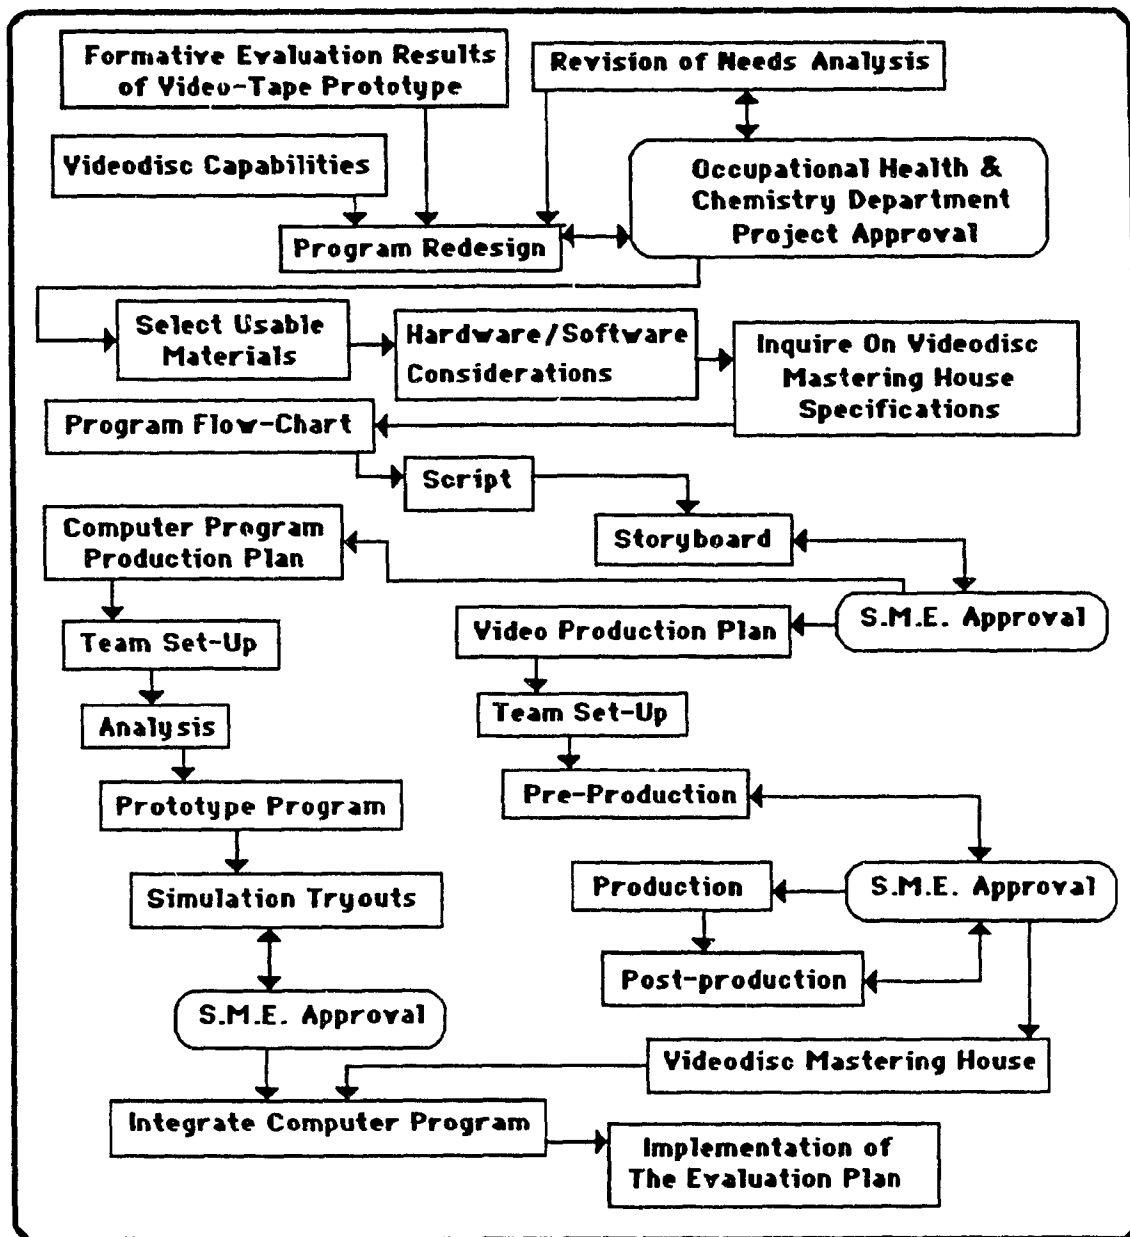 Formative Evaluation Results
of Video-Tape Prototype
Revision of Needs Analysis
Videodisc Capabilities
Occupational Health &
Chemistry Department
Project Approval
Program Redesign
Select Usable
Materials
Hardware/Software
Considerations
Inquire On Videodisc
Mastering House
Specifications
Program Flow-Chart
Script
Computer Program
Production Plan
Storyboard
S.M.E. Approval
Video Production Plan
Team Set-Up
Team Set-Up
Analysis
Pre-Production
Prototype Program
Production
S.M.E. Approval
Simulation Tryouts
Post-production
S.M.E. Approval
Videodisc Mastering House
Integrate Computer Program
Implementation of
The Evaluation Plan